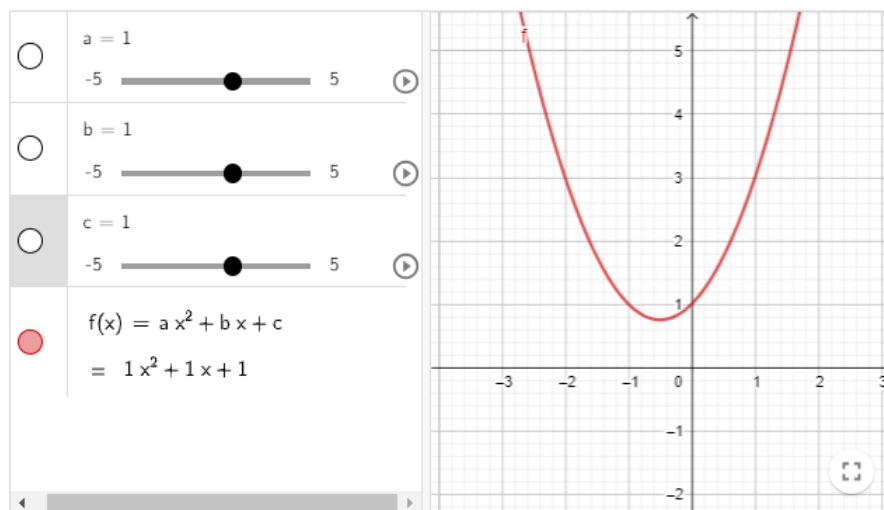 a = 1
-5 5
b = 1
-5 5
c = 1
-5 5
f(x) = a x² + b x + c
= 1 x² + 1 x + 1
f
5
4
3
2
1
−3 −2 −1 0 1 2 3
−1
−2